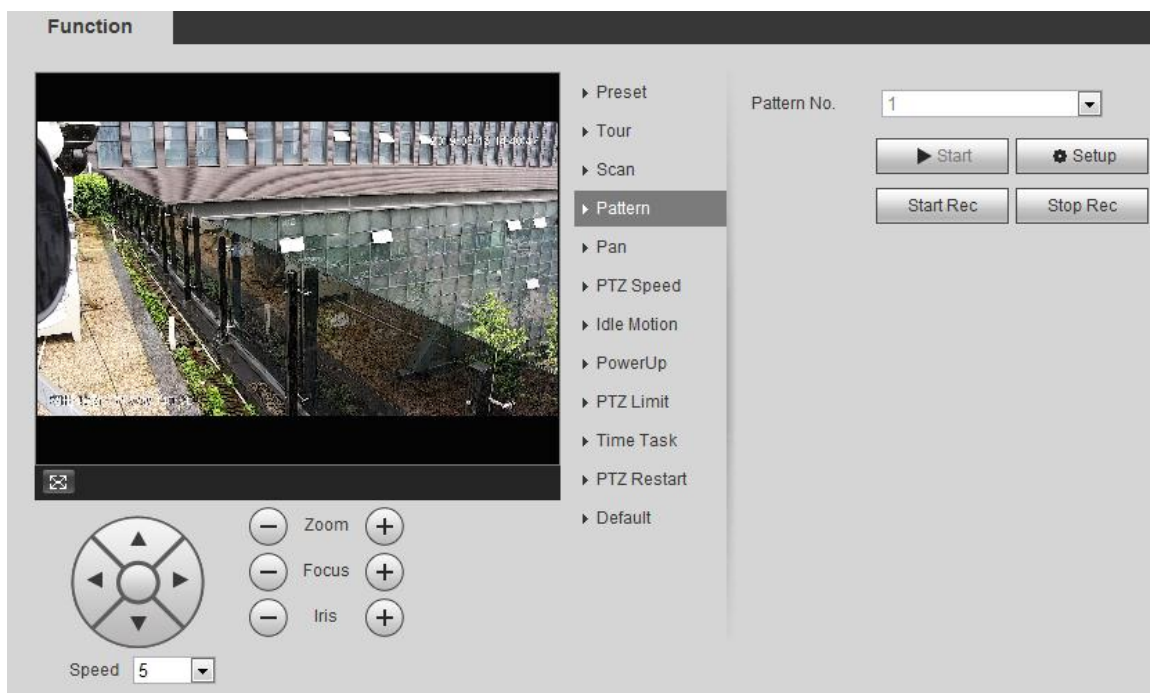 Function
Preset
Tour
Scan
Pattern
Pan
PTZ Speed
Idle Motion
PowerUp
PTZ Limit
Time Task
PTZ Restart
Default
Pattern No. 1
Start Setup
Start Rec Stop Rec
Zoom
Focus
Iris
Speed 5